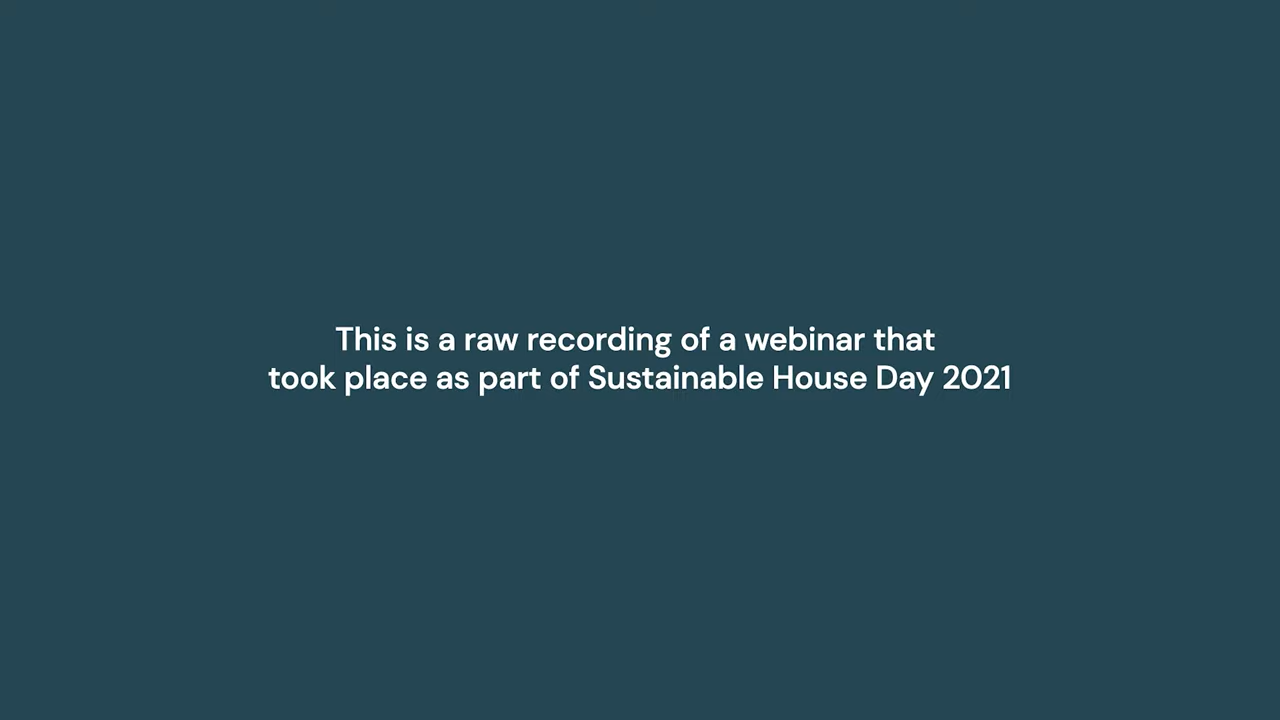 This is a raw recording of a webinar that
took place as part of Sustainable House Day 2021